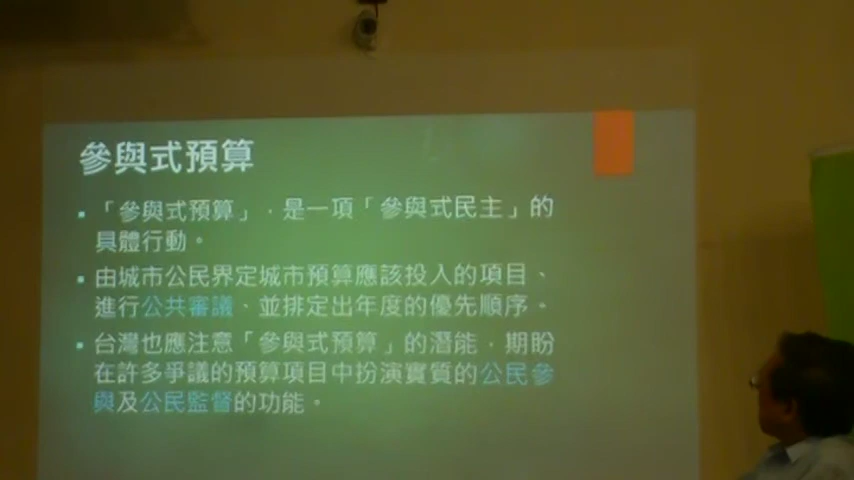 參與式預算
「參與式預算」,是一項「參與式民主」的
具體行動。
由城市公民界定城市預算應該投入的項目、
進行公共審議、並排定出年度的優先順序。
台灣也應注意「參與式預算」的潛能,期盼
在許多爭議的預算項目中扮演實質的公民參
與及公民監督的功能。